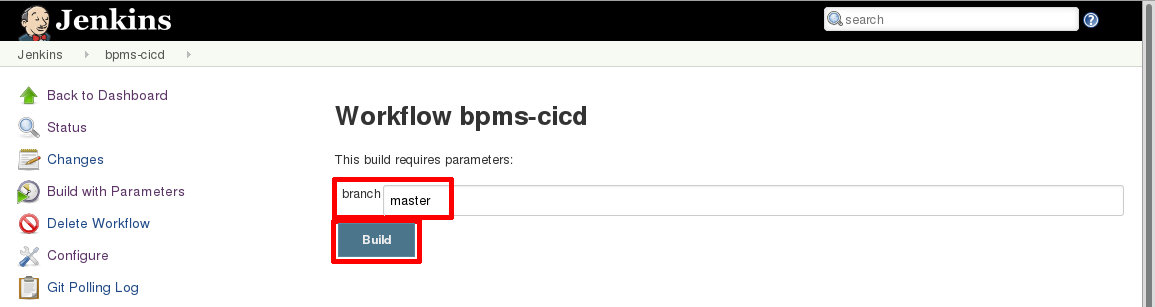 Jenkins
search
Jenkins
bpms-cicd
Back to Dashboard
Status
Changes
Build with Parameters
Delete Workflow
Configure
Git Polling Log
Workflow bpms-cicd
This build requires parameters:
branch master
Build